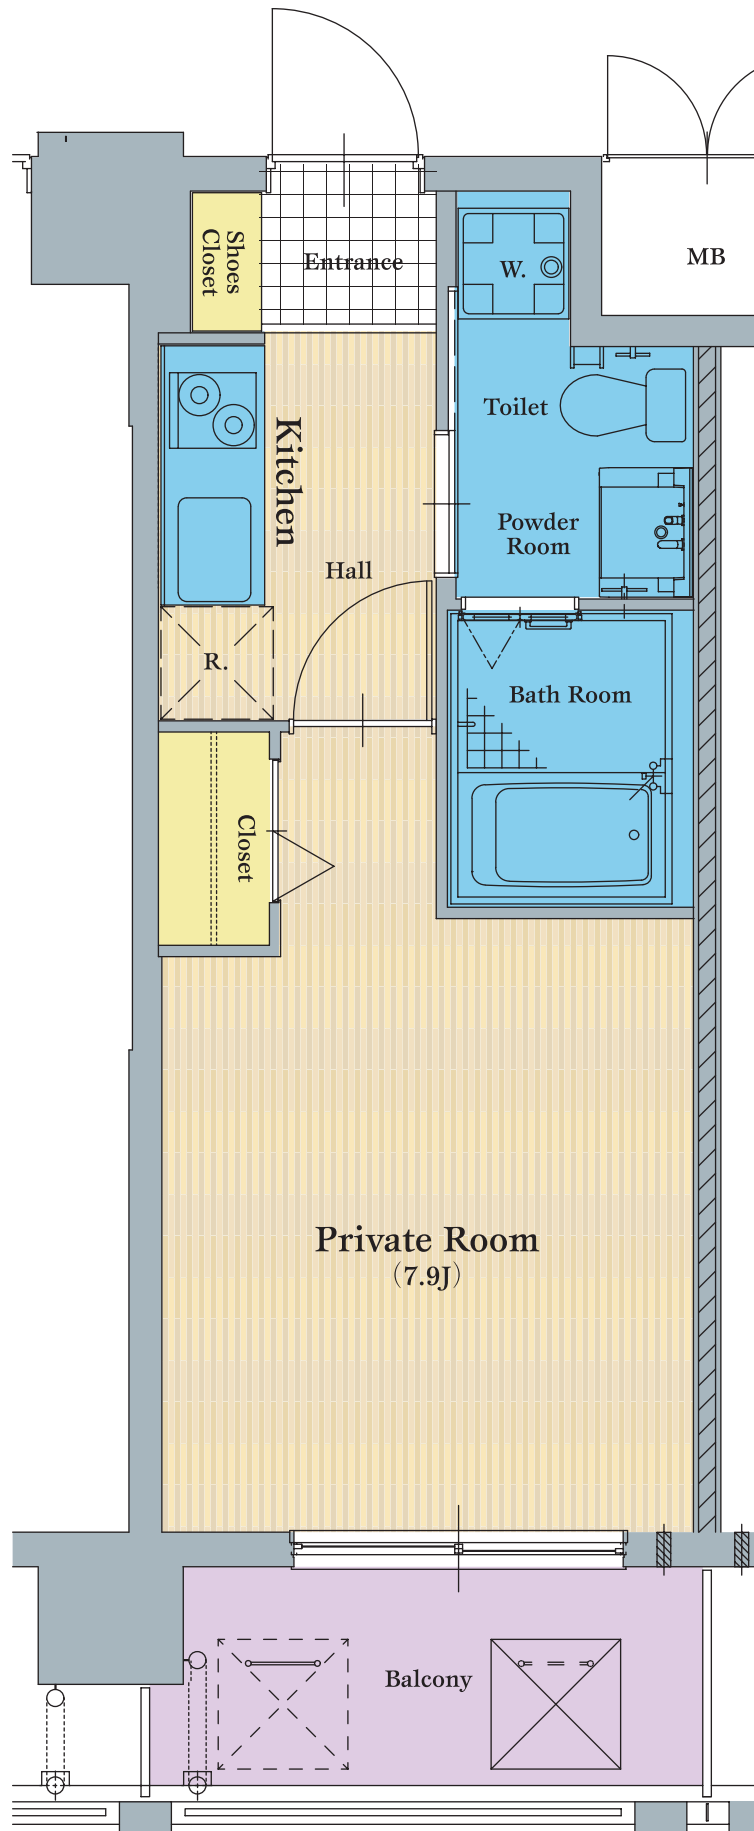 Shoes
Closet
Entrance
W.
MB
Kitchen
Toilet
Powder
Room
Hall
R.
Bath Room
Closet
Private Room
(7.9J)
Balcony